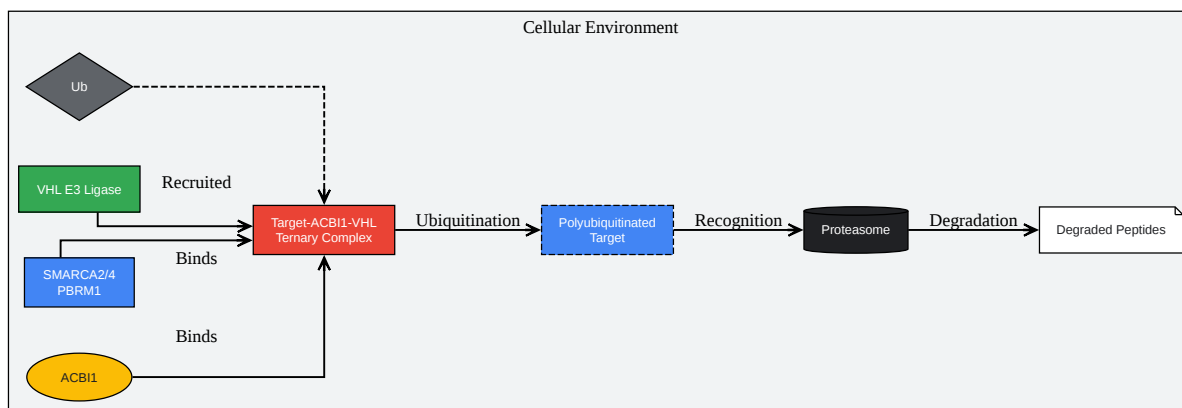 Cellular Environment
Ub
VHL E3 Ligase
Recruited
Target-ACBI1-VHL
Ternary Complex
Ubiquitination
Polyubiquitinated
Target
Recognition
Proteasome
Degradation
Degraded Peptides
Binds
SMARCA2/4
PBRM1
Binds
ACBI1